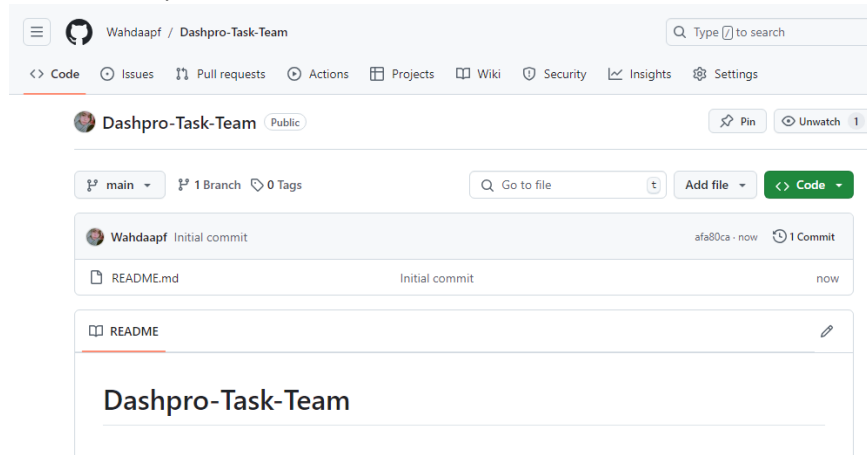 Wahdaapf / Dashpro-Task-Team
Type / to search
Code Issues Pull requests Actions Projects Wiki Security Insights Settings
Dashpro-Task-Team Public
Pin Unwatch 1
main 1 Branch 0 Tags Go to file t Add file Code
Wahdaapf Initial commit afa80ca · now 1 Commit
README.md Initial commit now
README
Dashpro-Task-Team